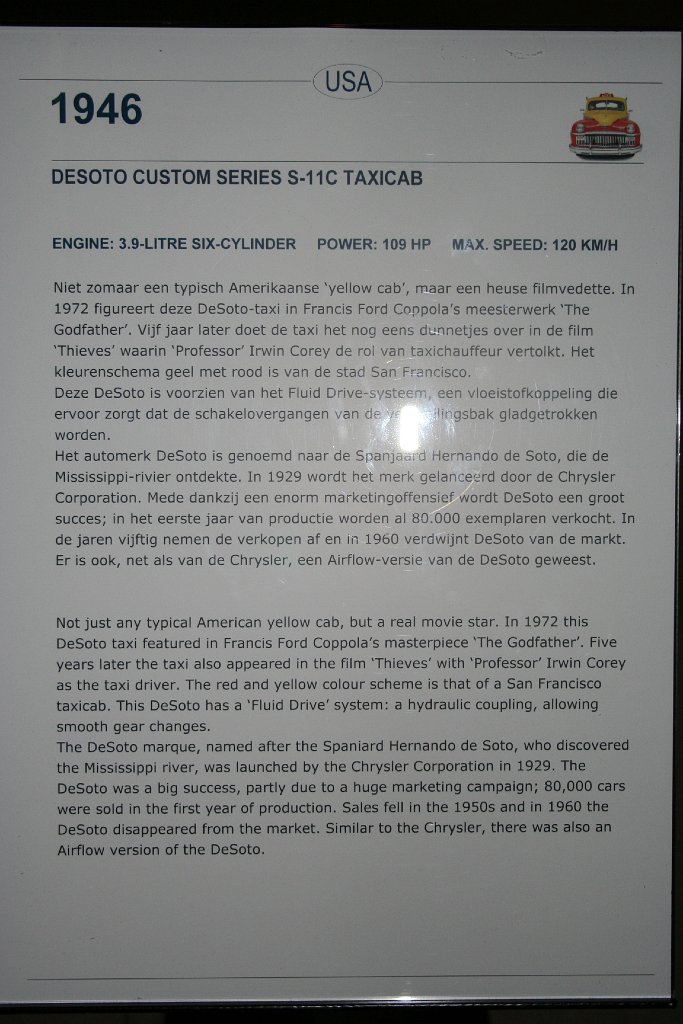 USA
1946
DESOTO CUSTOM SERIES S-11C TAXICAB
ENGINE: 3.9-LITRE SIX-CYLINDER POWER: 109 HP MAX. SPEED: 120 KM/H
Niet zomaar een typisch Amerikaanse 'yellow cab', maar een heuse filmvedette. In
1972 figureert deze DeSoto-taxi in Francis Ford Coppola's meesterwerk 'The
Godfather'. Vijf jaar later doet de taxi het nog eens dunnetjes over in de film
'Thieves' waarin 'Professor' Irwin Corey de rol van taxichauffeur vertolkt. Het
kleurenschema geel met rood is van de stad San Francisco.
Deze DeSoto is voorzien van het Fluid Drive-systeem, een vloeistofkoppeling die
ervoor zorgt dat de schakelovergangen van de gladgetrokken
worden.
Het automerk DeSoto is genoemd naar de Spanjaard Hernando de Soto, die de
Mississippi-rivier ontdekte. In 1929 wordt het merk gelanceerd door de Chrysler
Corporation. Mede dankzij een enorm marketingoffensief wordt DeSoto een groot
succes; in het eerste jaar van productie worden al 80.000 exemplaren verkocht. In
de jaren vijftig nemen de verkopen af en in 1960 verdwijnt DeSoto van de markt.
Er is ook, net als van de Chrysler, een Airflow-versie van de DeSoto geweest.
Not just any typical American yellow cab, but a real movie star. In 1972 this
DeSoto taxi featured in Francis Ford Coppola's masterpiece 'The Godfather'. Five
years later the taxi also appeared in the film 'Thieves' with 'Professor' Irwin Corey
as the taxi driver. The red and yellow colour scheme is that of a San Francisco
taxicab. This DeSoto has a 'Fluid Drive' system: a hydraulic coupling, allowing
smooth gear changes.
The DeSoto marque, named after the Spaniard Hernando de Soto, who discovered
the Mississippi river, was launched by the Chrysler Corporation in 1929. The
DeSoto was a big success, partly due to a huge marketing campaign; 80,000 cars
were sold in the first year of production. Sales fell in the 1950s and in 1960 the
DeSoto disappeared from the market. Similar to the Chrysler, there was also an
Airflow version of the DeSoto.